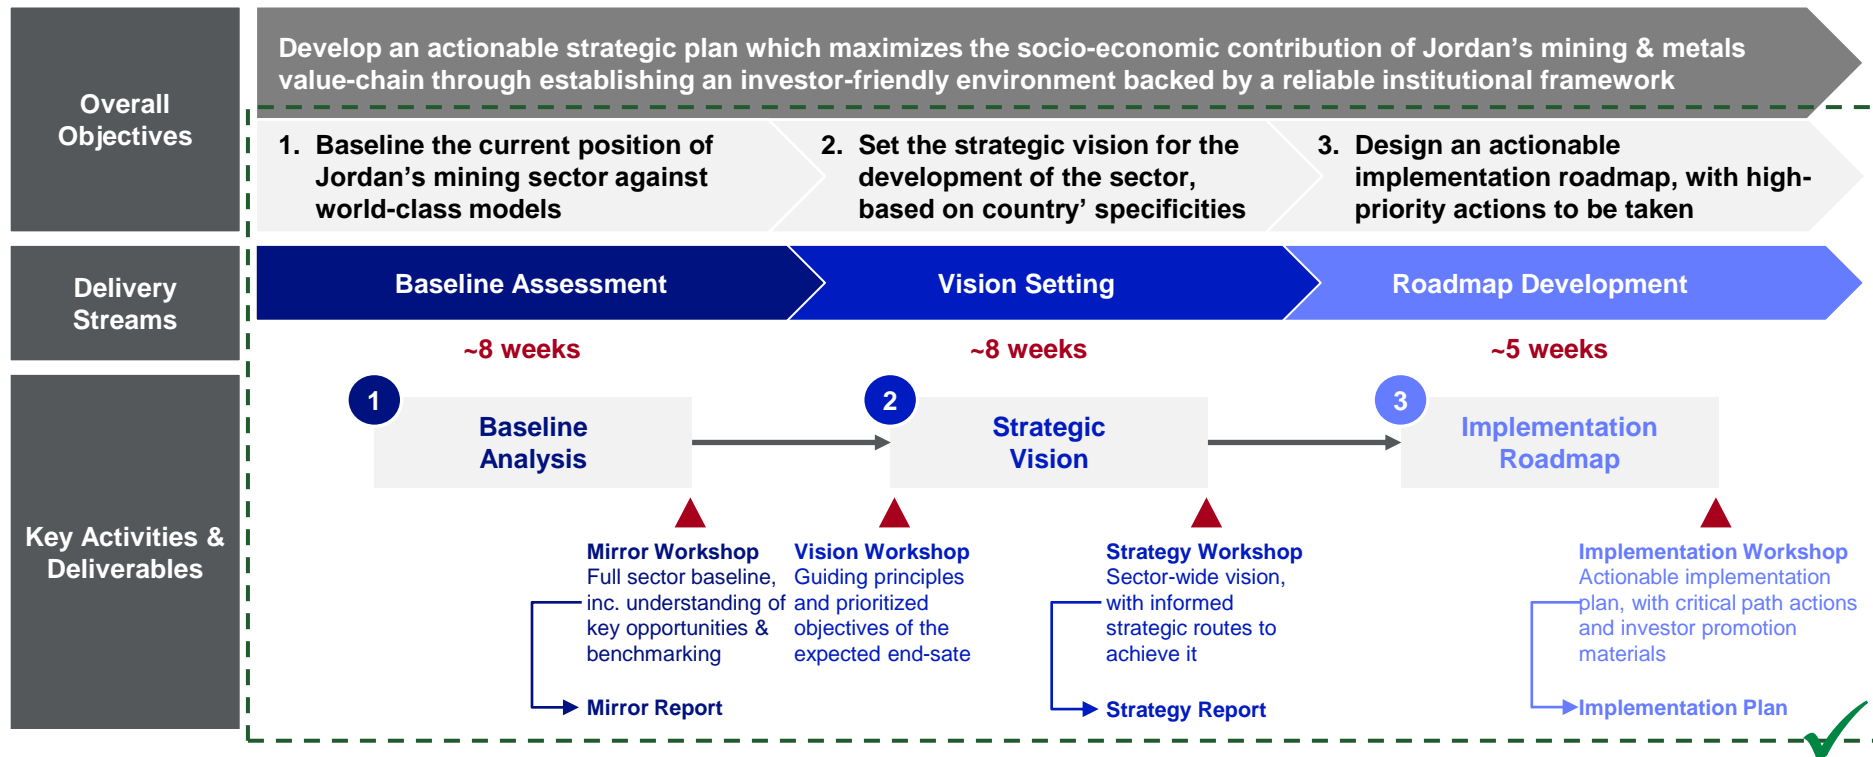 Overall
Objectives
Develop an actionable strategic plan which maximizes the socio-economic contribution of Jordan’s mining & metals
value-chain through establishing an investor-friendly environment backed by a reliable institutional framework
1. Baseline the current position of
Jordan’s mining sector against
world-class models
2. Set the strategic vision for the
development of the sector,
based on country’ specificities
3. Design an actionable
implementation roadmap, with high-
priority actions to be taken
Delivery
Streams
Baseline Assessment
Vision Setting
Roadmap Development
~8 weeks
~8 weeks
~5 weeks
Key Activities &
Deliverables
1
Baseline
Analysis
2
Strategic
Vision
3
Implementation
Roadmap
Mirror Workshop
Full sector baseline,
inc. understanding of
key opportunities &
benchmarking
Mirror Report
Vision Workshop
Guiding principles
and prioritized
objectives of the
expected end-sate
Strategy Workshop
Sector-wide vision,
with informed
strategic routes to
achieve it
Strategy Report
Implementation Workshop
Actionable implementation
plan, with critical path actions
and investor promotion
materials
Implementation Plan